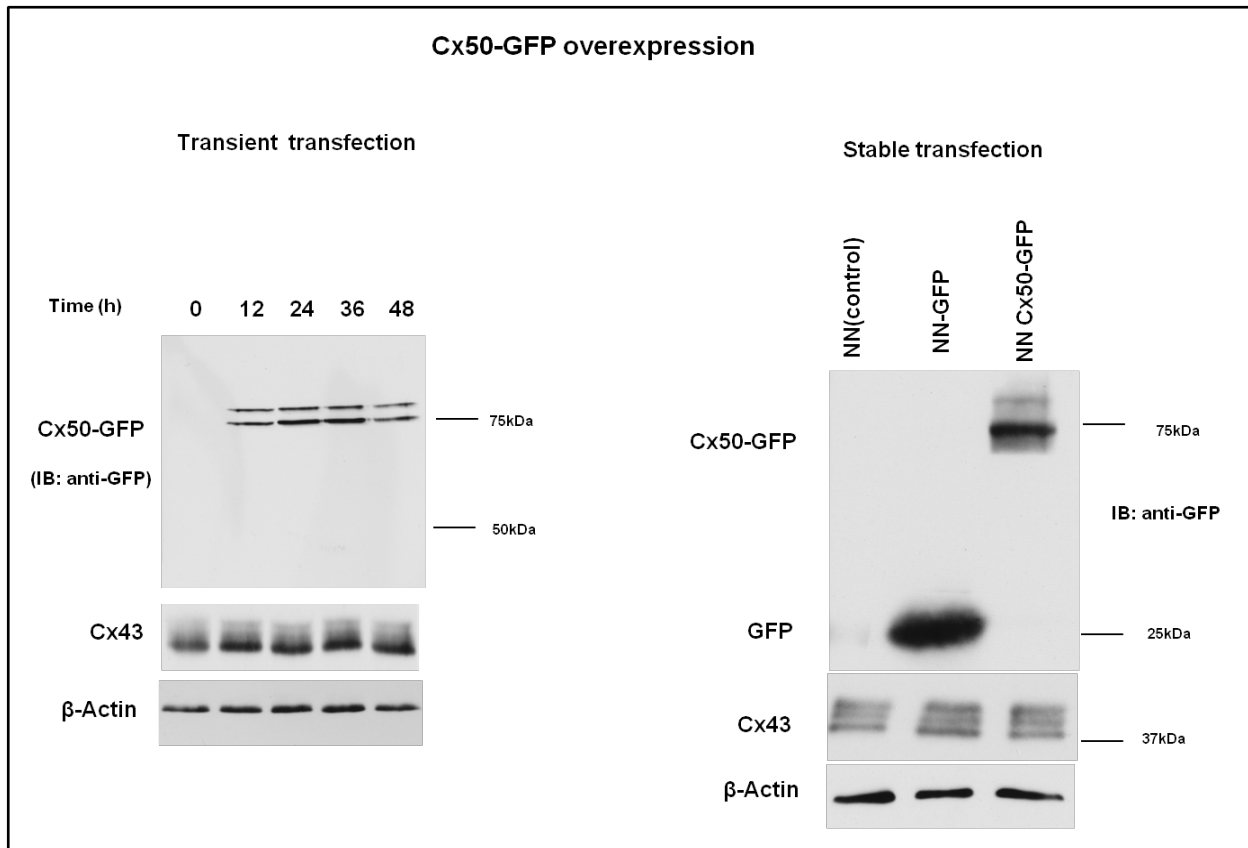 Cx50-GFP overexpression
Transient transfection
Time (h) 0 12 24 36 48
Cx50-GFP
(IB: anti-GFP)
75kDa
50kDa
Cx43
β-Actin
Stable transfection
NN(control)
NN-GFP
NN Cx50-GFP
Cx50-GFP
75kDa
IB: anti-GFP
GFP
25kDa
Cx43
37kDa
β-Actin